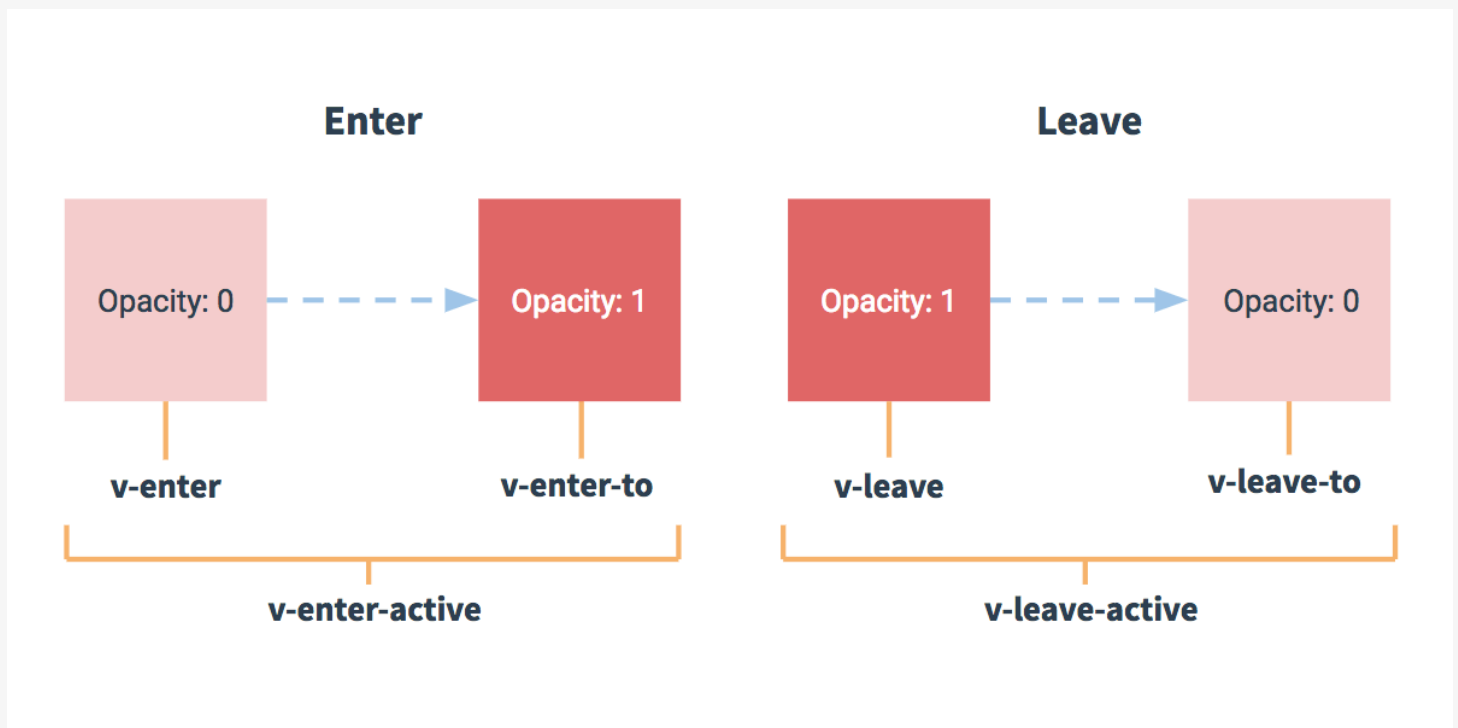 Enter
Opacity: 0
Opacity: 1
v-enter
v-enter-to
v-enter-active
Leave
Opacity: 1
Opacity: 0
v-leave
v-leave-to
v-leave-active